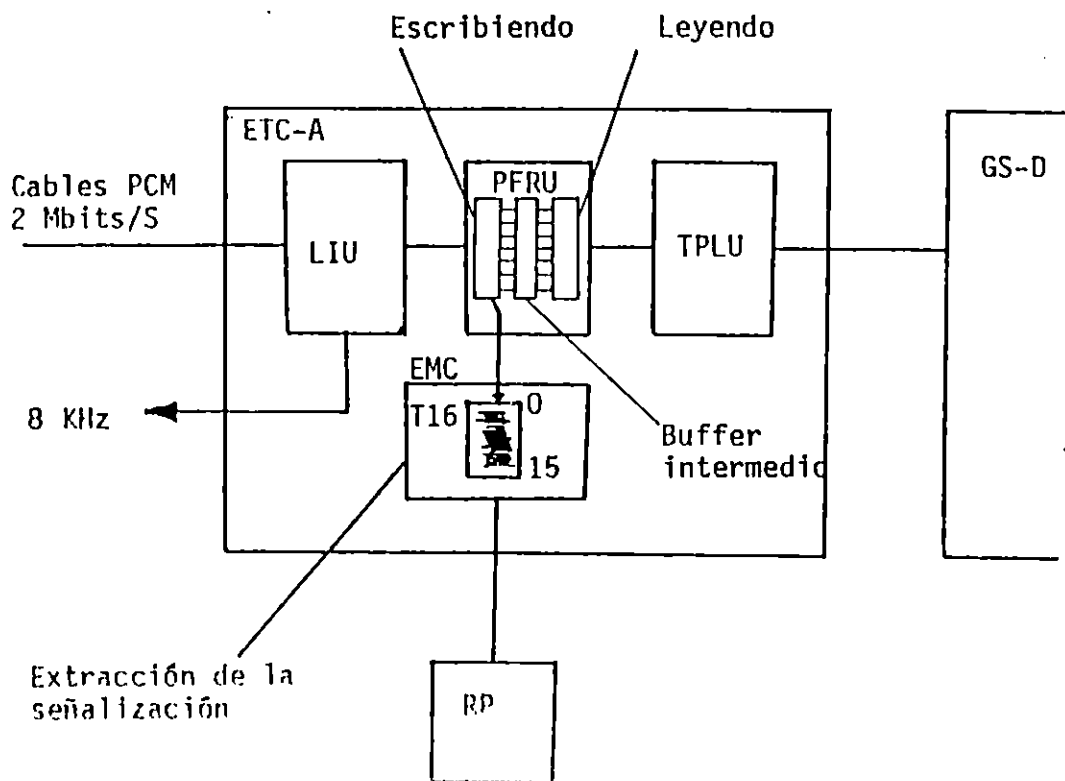 Escribiendo
Leyendo
ETC-A
PFRU
GS-D
Cables PCM
2 Mbits/S
LIU
TPLU
EMC
8 KHz
T16
0
15
Buffer
intermedio
Extracción de la
señalización
RP